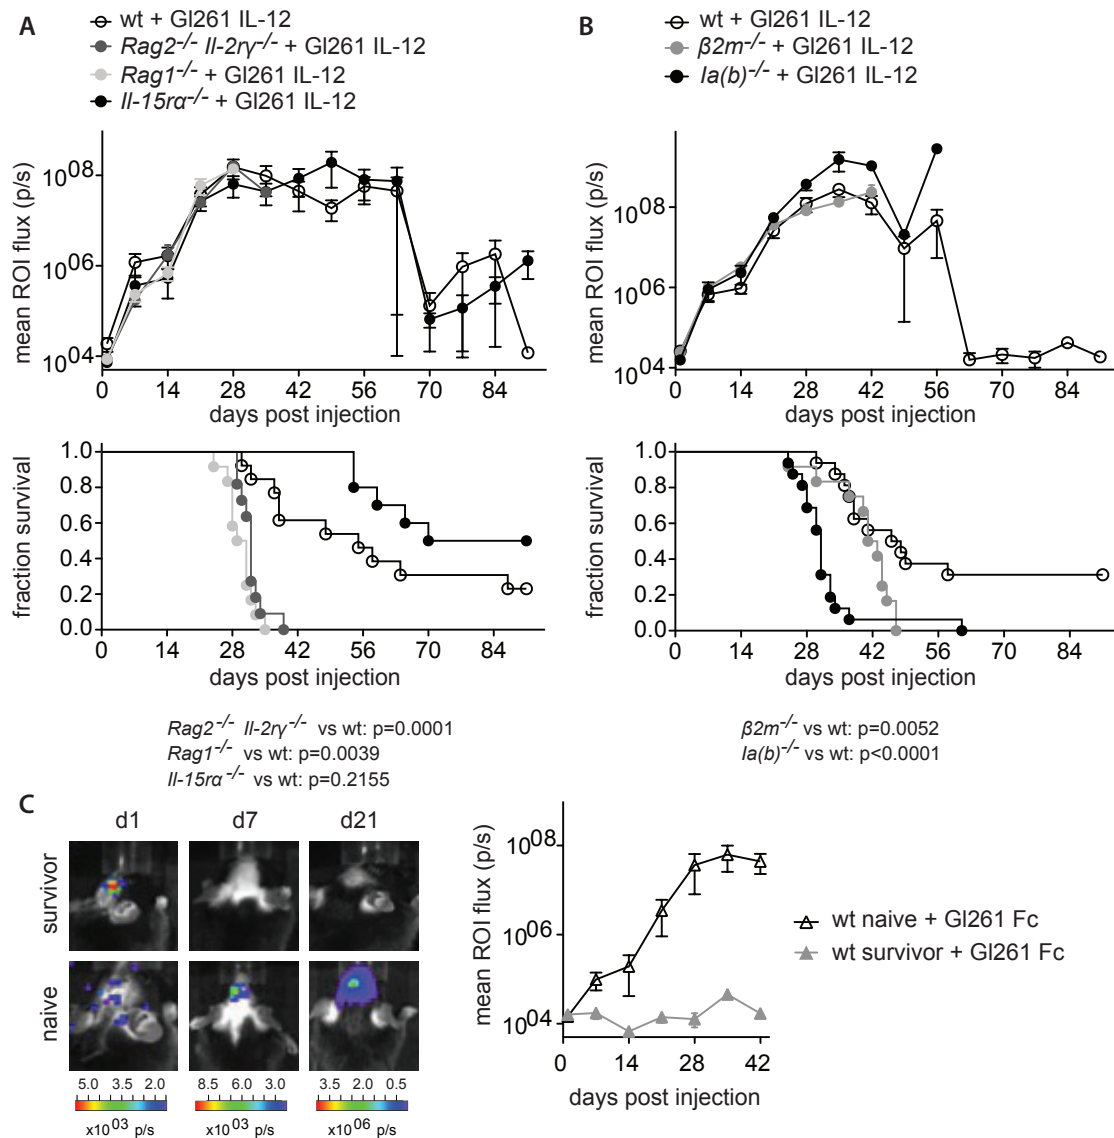 A
wt + Gl261 IL-12
Rag2-/- Il-2rγ-/- + Gl261 IL-12
Rag1-/- + Gl261 IL-12
Il-15rα-/- + Gl261 IL-12
mean ROI flux (p/s)
10^08
10^06
10^04
0 14 28 42 56 70 84
days post injection
fraction survival
1.0
0.8
0.6
0.4
0.2
0.0
0 14 28 42 56 70 84
days post injection
Rag2-/- Il-2rγ-/- vs wt: p=0.0001
Rag1-/- vs wt: p=0.0039
Il-15rα-/- vs wt: p=0.2155
B
wt + Gl261 IL-12
β2m-/- + Gl261 IL-12
Ia(b)-/- + Gl261 IL-12
mean ROI flux (p/s)
10^08
10^06
10^04
0 14 28 42 56 70 84
days post injection
fraction survival
1.0
0.8
0.6
0.4
0.2
0.0
0 14 28 42 56 70 84
days post injection
β2m-/- vs wt: p=0.0052
Ia(b)-/- vs wt: p<0.0001
C
d1 d7 d21
survivor
naive
5.0 3.5 2.0
x10^03 p/s
8.5 6.0 3.0
x10^03 p/s
3.5 2.0 0.5
x10^06 p/s
mean ROI flux (p/s)
10^08
10^06
10^04
0 14 28 42
days post injection
wt naive + Gl261 Fc
wt survivor + Gl261 Fc